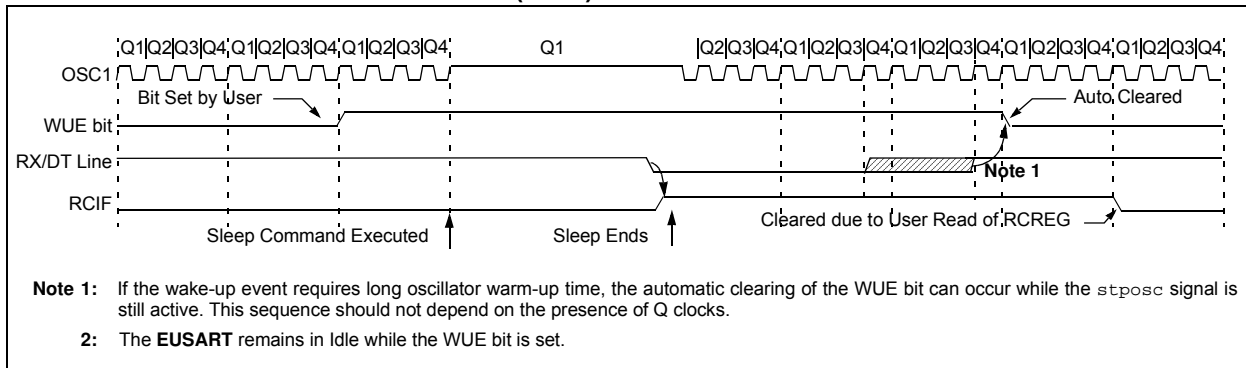 Q1|Q2|Q3|Q4|Q1|Q2|Q3|Q4|Q1|Q2|Q3|Q4 Q1 |Q2|Q3|Q4|Q1|Q2|Q3|Q4|Q1|Q2|Q3|Q4|Q1|Q2|Q3|Q4|Q1|Q2|Q3|Q4
OSC1
Bit Set by User Auto Cleared
WUE bit
RX/DT Line
Note 1
RCIF
Cleared due to User Read of RCREG
Sleep Command Executed Sleep Ends
Note 1: If the wake-up event requires long oscillator warm-up time, the automatic clearing of the WUE bit can occur while the stposc signal is
still active. This sequence should not depend on the presence of Q clocks.
2: The EUSART remains in Idle while the WUE bit is set.